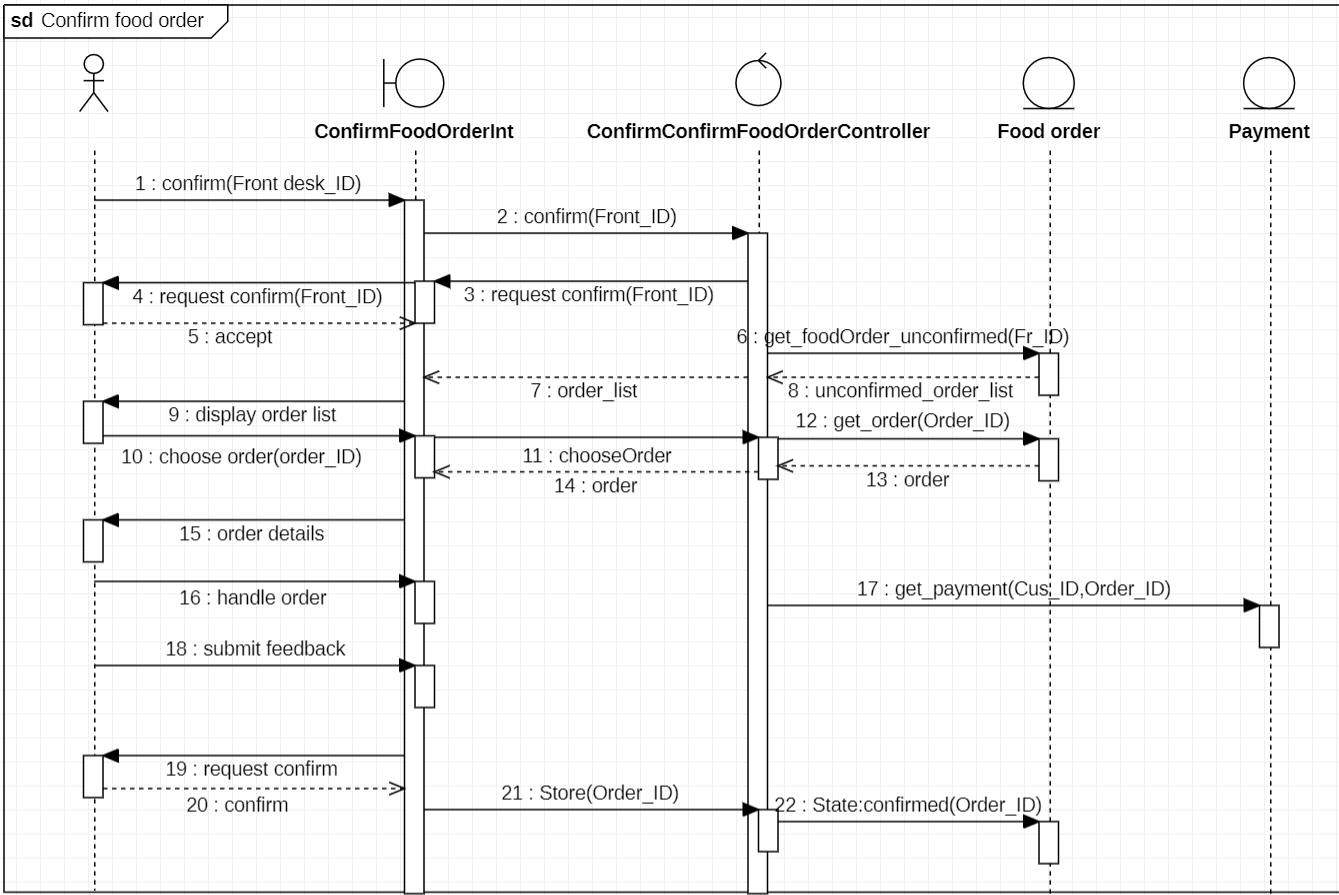 sd Confirm food order
ConfirmFoodOrderInt
ConfirmConfirmFoodOrderController
Food order
Payment
1 : confirm(Front desk_ID)
2 : confirm(Front_ID)
3 : request confirm(Front_ID)
4 : request confirm(Front_ID)
5 : accept
6 : get_foodOrder_unconfirmed(Fr_ID)
7 : order_list
8 : unconfirmed_order_list
9 : display order list
10 : choose order(order_ID)
11 : chooseOrder
12 : get_order(Order_ID)
13 : order
14 : order
15 : order details
16 : handle order
17 : get_payment(Cus_ID,Order_ID)
18 : submit feedback
19 : request confirm
20 : confirm
21 : Store(Order_ID)
22 : State:confirmed(Order_ID)